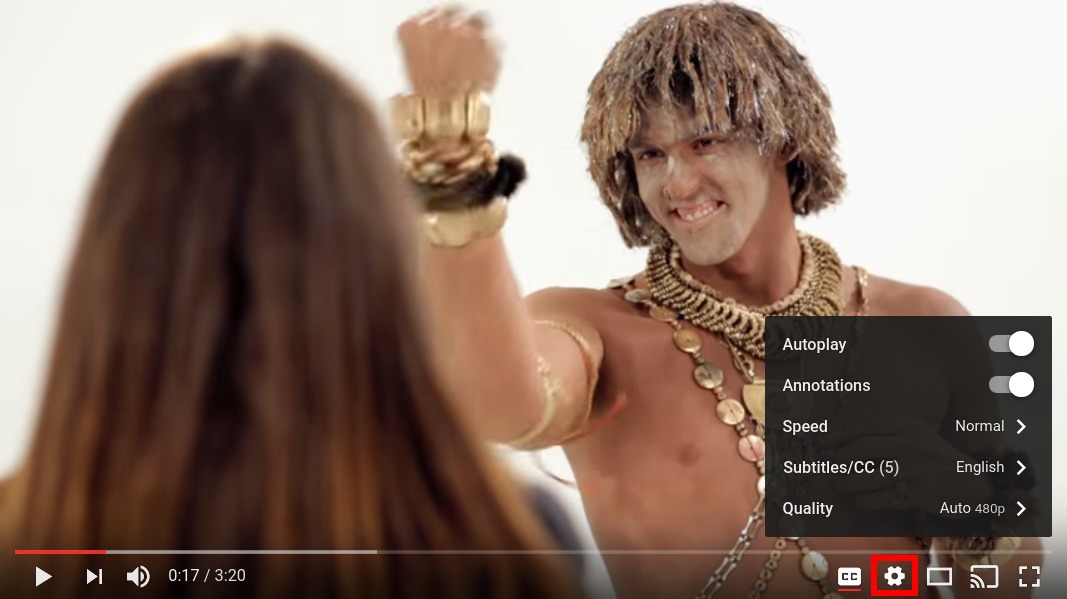 Autoplay
Annotations
Speed Normal
Subtitles/CC (5) English
Quality Auto 480p
0:17 / 3:20 CC